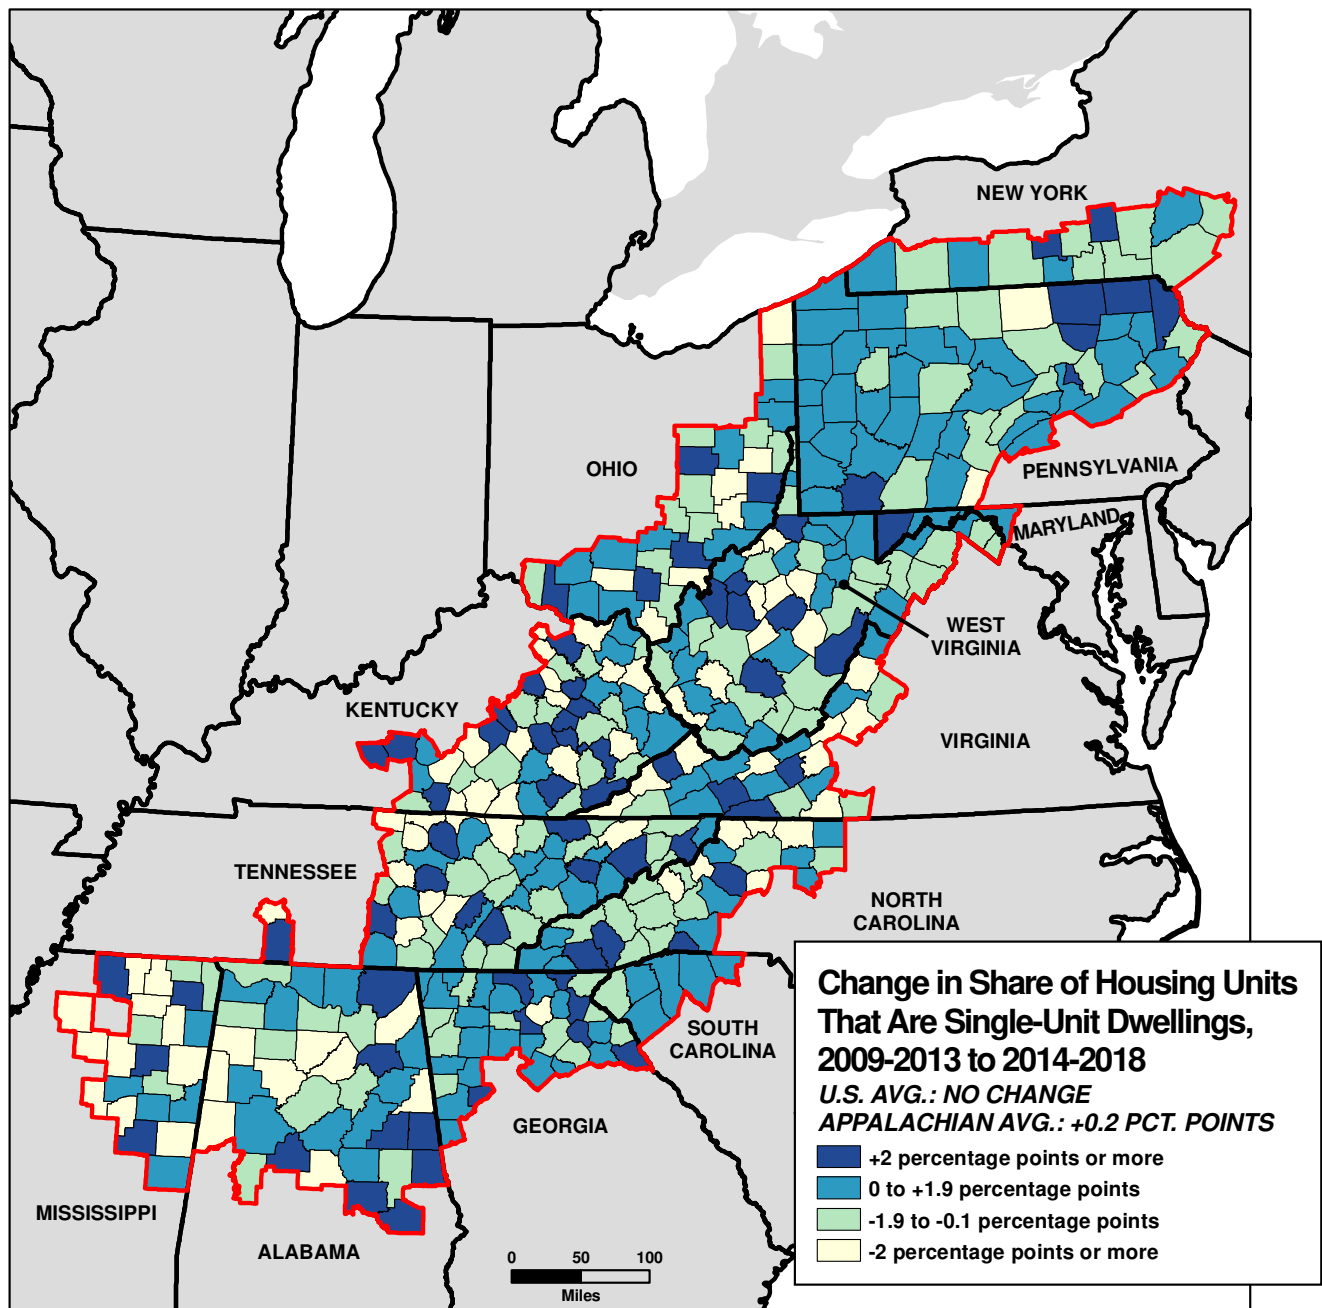 NEW YORK
OHIO
PENNSYLVANIA
MARYLAND
WEST
VIRGINIA
KENTUCKY
VIRGINIA
TENNESSEE
NORTH
CAROLINA
SOUTH
CAROLINA
GEORGIA
MISSISSIPPI
ALABAMA
Change in Share of Housing Units
That Are Single-Unit Dwellings,
2009-2013 to 2014-2018
U.S. AVG.: NO CHANGE
APPALACHIAN AVG.: +0.2 PCT. POINTS
+2 percentage points or more
0 to +1.9 percentage points
-1.9 to -0.1 percentage points
-2 percentage points or more
0 50 100
Miles